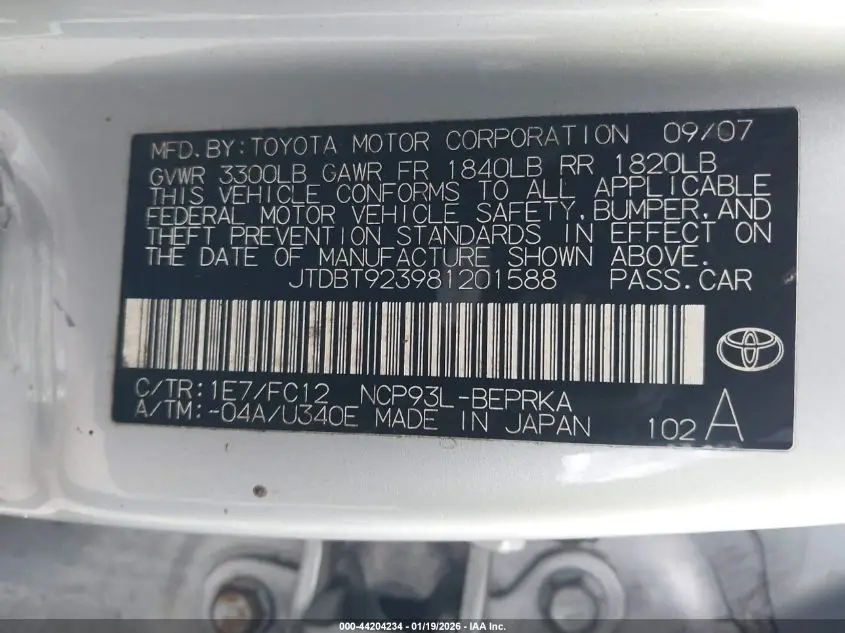 MFD.BY:TOYOTA MOTOR CORPORATION 09/07
GVWR 3300LB GAWR FR 1840LB RR 1820LB
THIS VEHICLE CONFORMS TO ALL APPLICABLE
FEDERAL MOTOR VEHICLE SAFETY,BUMPER,AND
THEFT PREVENTION STANDARDS IN EFFECT ON
THE DATE OF MANUFACTURE SHOWN ABOVE.
JTDBT923981201588 PASS.CAR
C/TR:1E7/FC12 NCP93L-BEPRKA
A/TM:-04A/U340E MADE IN JAPAN 102 A
000-44204234 - 01/19/2026 - IAA Inc.